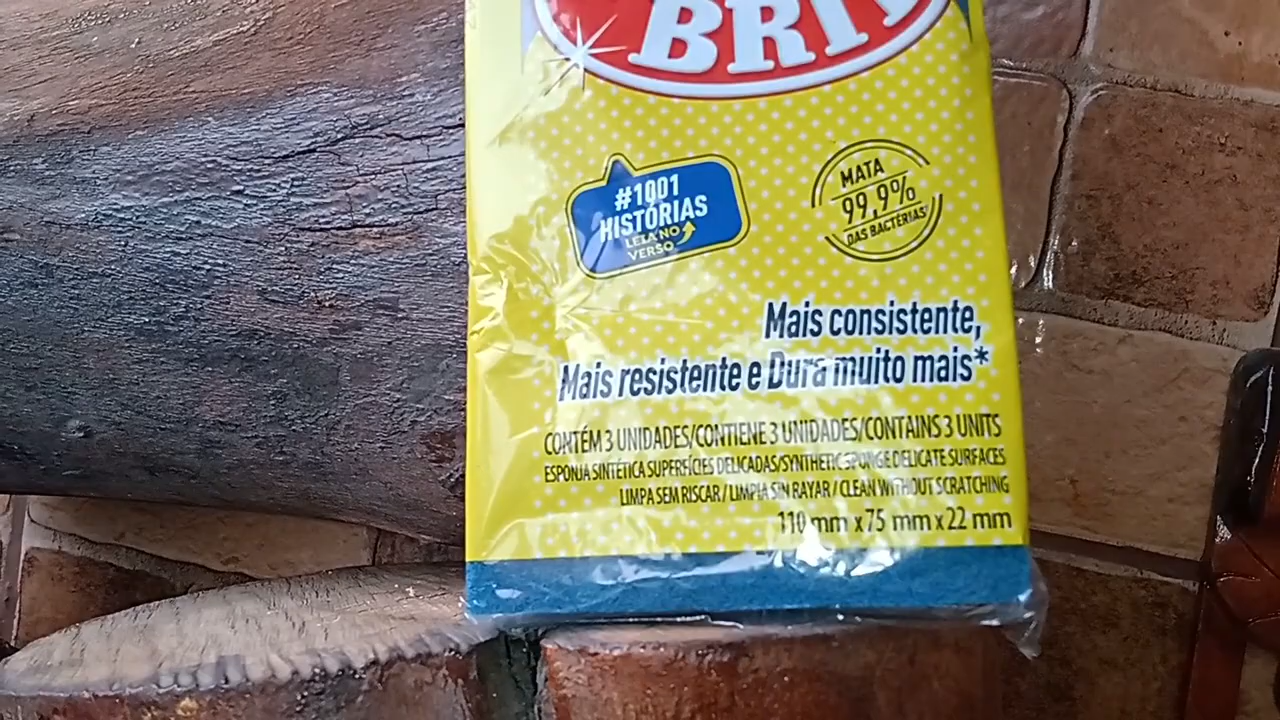 BRI
#1001
HISTÓRIAS
LEIA NO
VERSO
MATA
99,9%
DAS BACTÉRIAS
Mais consistente,
Mais resistente e Dura muito mais*
CONTÉM 3 UNIDADES/CONTIENE 3 UNIDADES/CONTAINS 3 UNITS
ESPONJA SINTÉTICA SUPERFÍCIES DELICADAS/SYNTHETIC SPONGE DELICATE SURFACES
LIMPA SEM RISCAR / LIMPIA SIN RAYAR / CLEAN WITHOUT SCRATCHING
110 mm x 75 mm x 22 mm